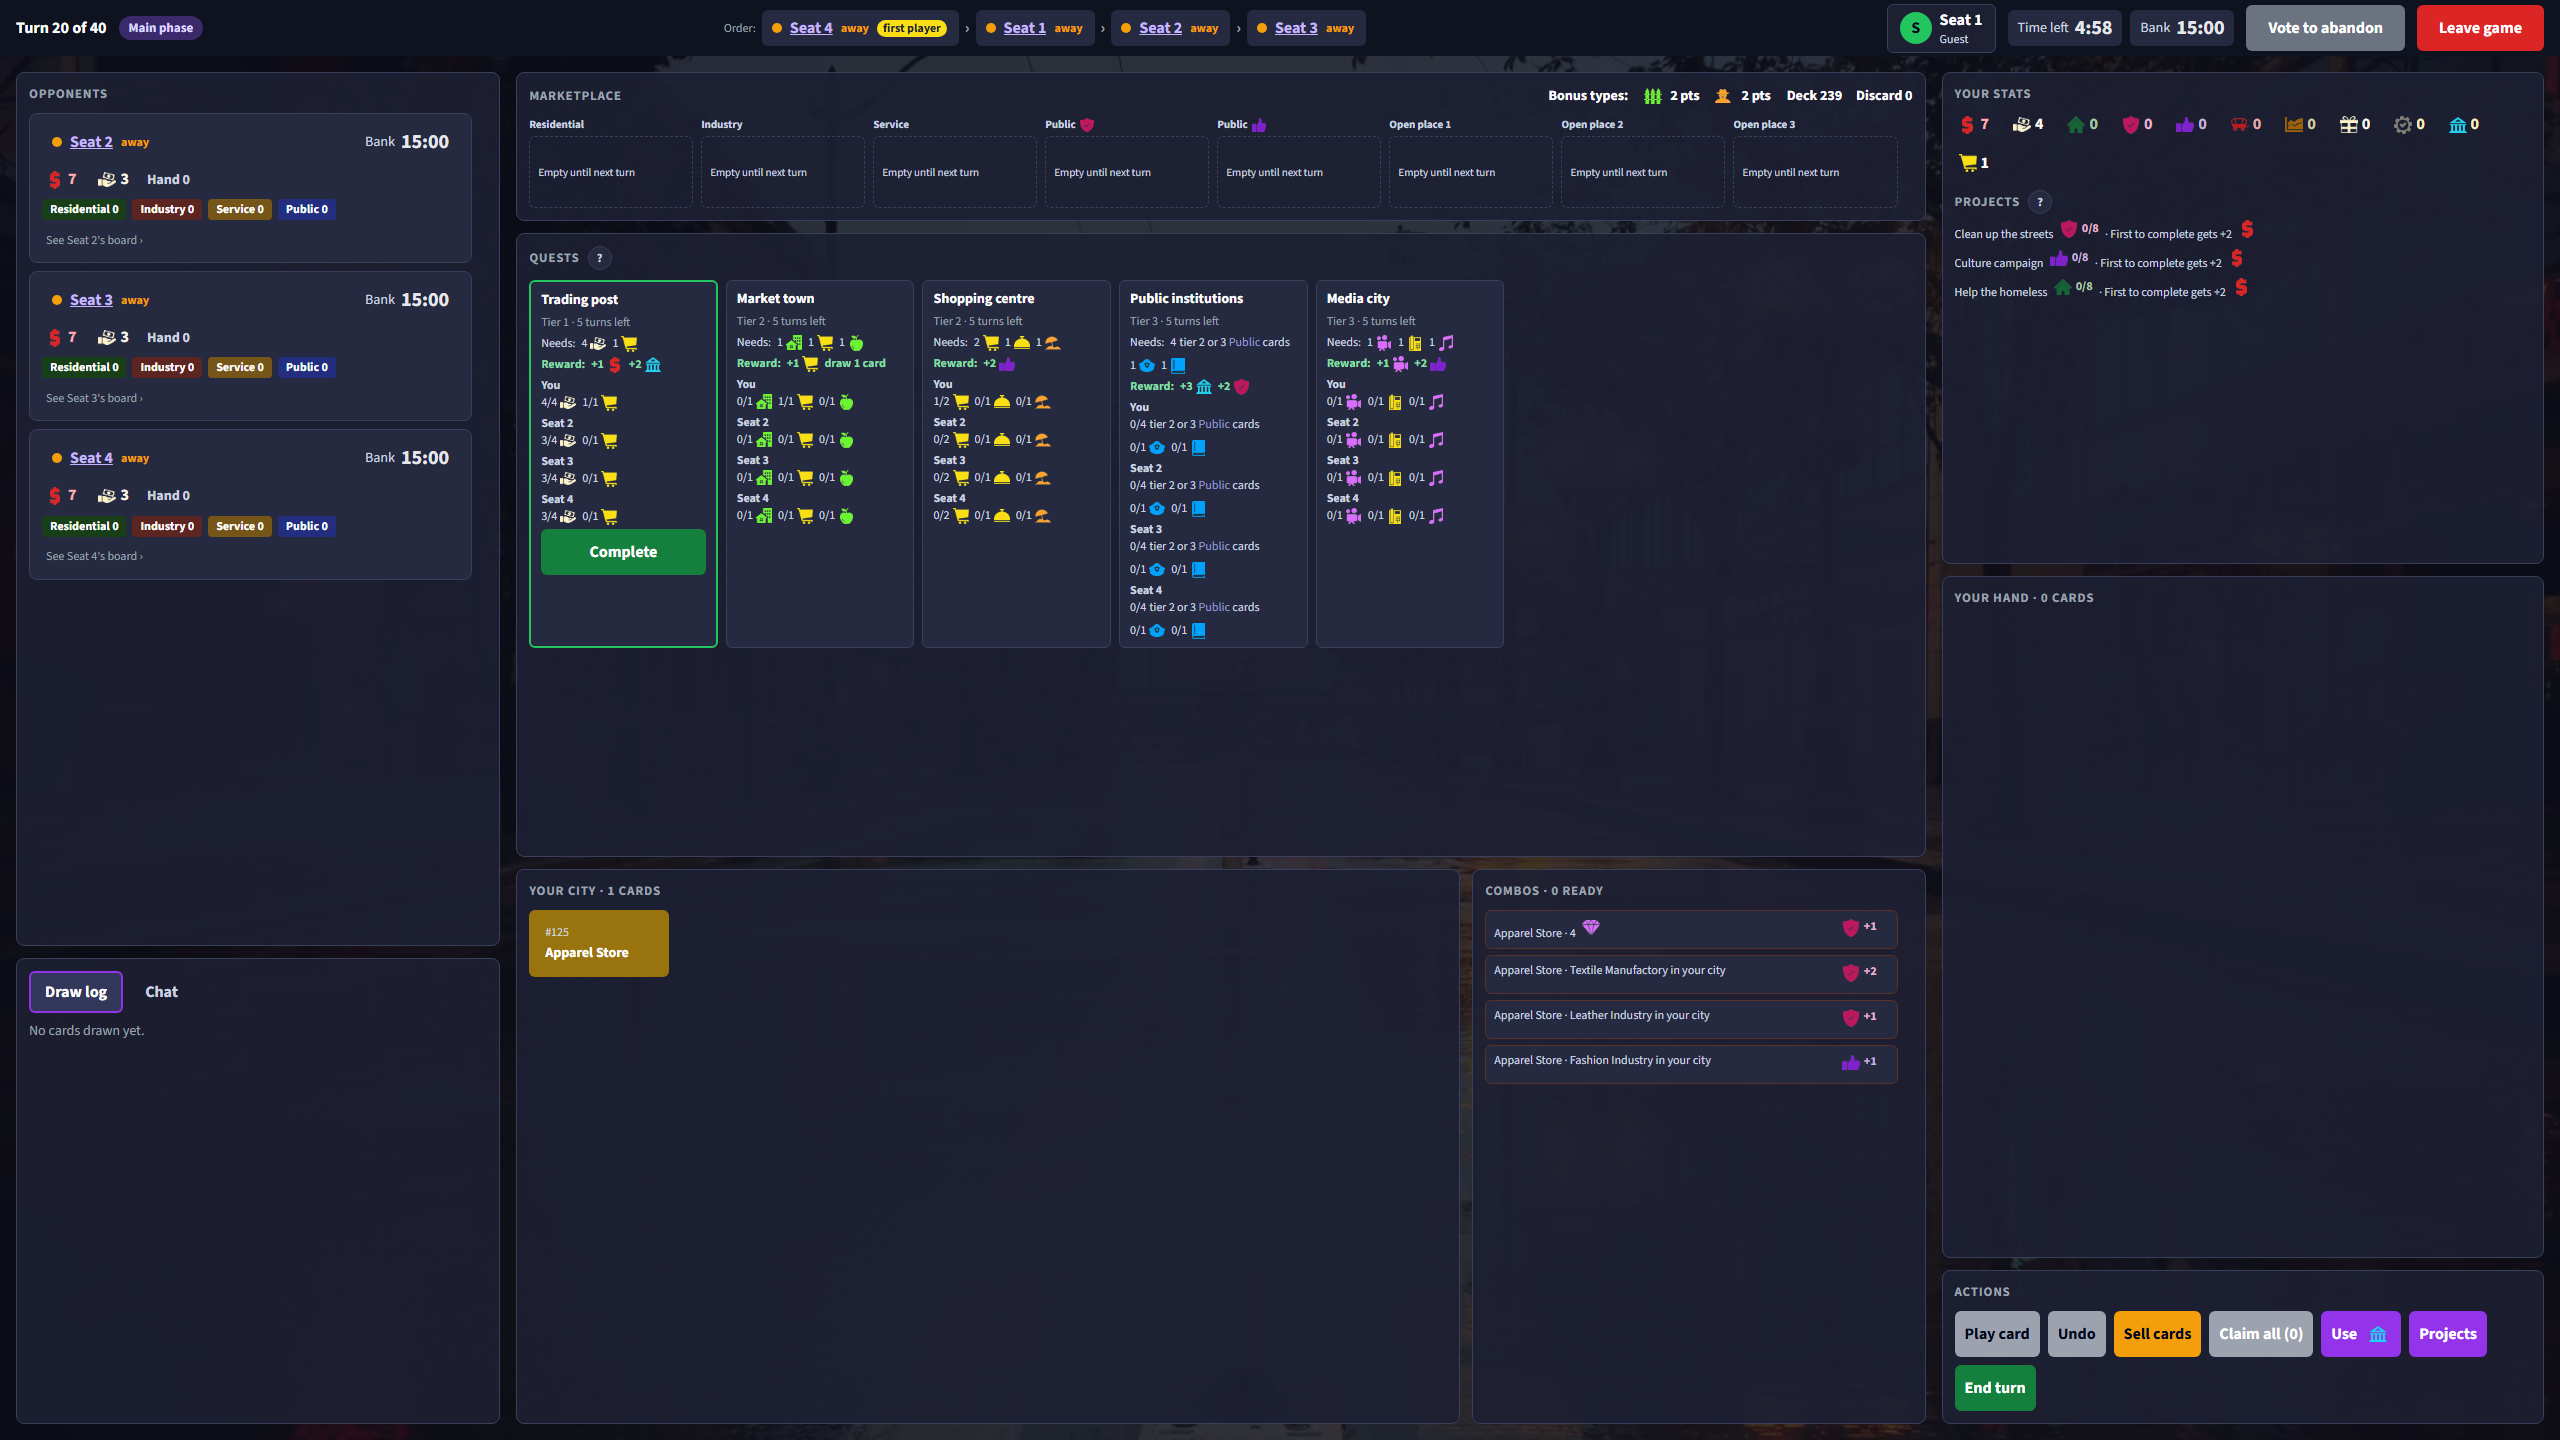 Turn 20 of 40 Main phase
Order: Seat 4 away first player › Seat 1 away › Seat 2 away › Seat 3 away
S Seat 1 Guest Time left 4:58 Bank 15:00 Vote to abandon Leave game
OPPONENTS
Seat 2 away Bank 15:00
7 3 Hand 0
Residential 0 Industry 0 Service 0 Public 0
See Seat 2's board ›
Seat 3 away Bank 15:00
7 3 Hand 0
Residential 0 Industry 0 Service 0 Public 0
See Seat 3's board ›
Seat 4 away Bank 15:00
7 3 Hand 0
Residential 0 Industry 0 Service 0 Public 0
See Seat 4's board ›
Draw log Chat
No cards drawn yet.
MARKETPLACE
Bonus types: 2 pts 2 pts Deck 239 Discard 0
Residential Industry Service Public Public Open place 1 Open place 2 Open place 3
Empty until next turn Empty until next turn Empty until next turn Empty until next turn Empty until next turn Empty until next turn Empty until next turn Empty until next turn
QUESTS ?
Trading post
Tier 1 · 5 turns left
Needs: 4 1
Reward: +1 +2
You
4/4 1/1
Seat 2
3/4 0/1
Seat 3
3/4 0/1
Seat 4
3/4 0/1
Complete
Market town
Tier 2 · 5 turns left
Needs: 1 1 1
Reward: +1 draw 1 card
You
0/1 1/1 0/1
Seat 2
0/1 0/1 0/1
Seat 3
0/1 0/1 0/1
Seat 4
0/1 0/1 0/1
Shopping centre
Tier 2 · 5 turns left
Needs: 2 1 1
Reward: +2
You
1/2 0/1 0/1
Seat 2
0/2 0/1 0/1
Seat 3
0/2 0/1 0/1
Seat 4
0/2 0/1 0/1
Public institutions
Tier 3 · 5 turns left
Needs: 4 tier 2 or 3 Public cards
1 1
Reward: +3 +2
You
0/4 tier 2 or 3 Public cards
0/1 0/1
Seat 2
0/4 tier 2 or 3 Public cards
0/1 0/1
Seat 3
0/4 tier 2 or 3 Public cards
0/1 0/1
Seat 4
0/4 tier 2 or 3 Public cards
0/1 0/1
Media city
Tier 3 · 5 turns left
Needs: 1 1 1
Reward: +1 +2
You
0/1 0/1 0/1
Seat 2
0/1 0/1 0/1
Seat 3
0/1 0/1 0/1
Seat 4
0/1 0/1 0/1
YOUR CITY · 1 CARDS
#125
Apparel Store
COMBOS · 0 READY
Apparel Store · 4 +1
Apparel Store · Textile Manufactory in your city +2
Apparel Store · Leather Industry in your city +1
Apparel Store · Fashion Industry in your city +1
YOUR STATS
7 4 0 0 0 0 0 0 0 0
1
PROJECTS ?
Clean up the streets 0/8 · First to complete gets +2
Culture campaign 0/8 · First to complete gets +2
Help the homeless 0/8 · First to complete gets +2
YOUR HAND · 0 CARDS
ACTIONS
Play card Undo Sell cards Claim all (0) Use Projects
End turn